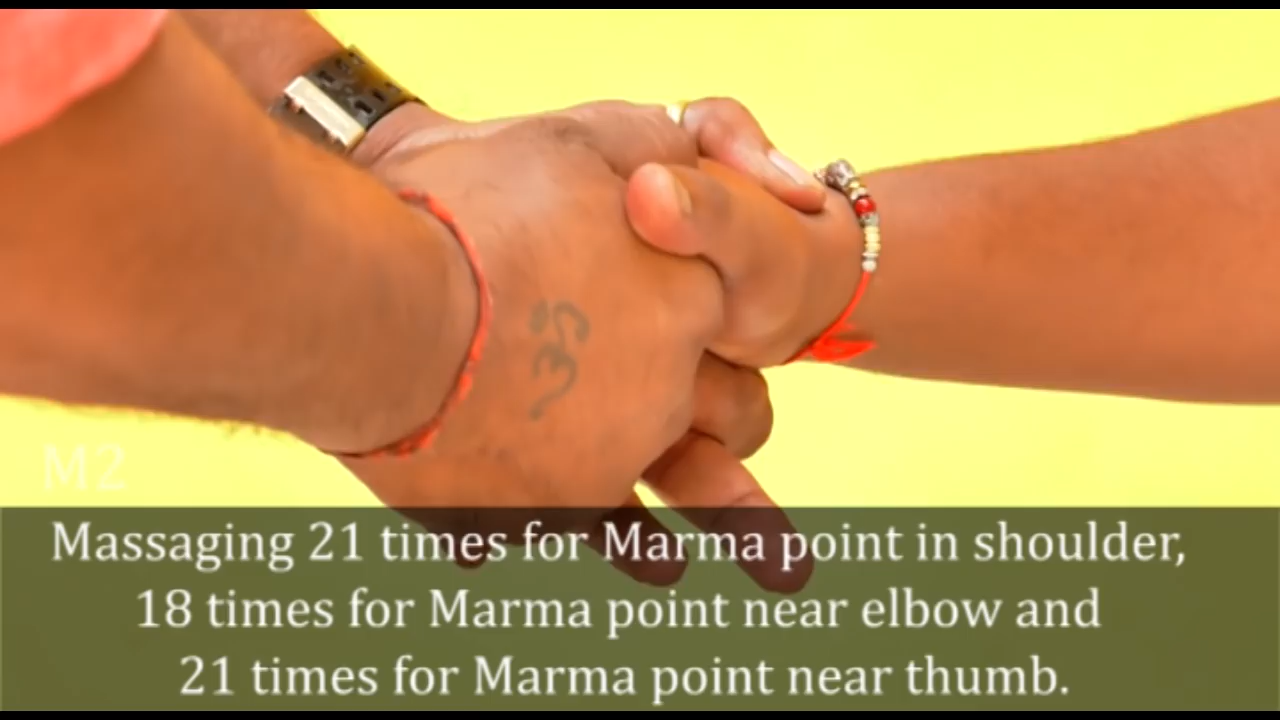 ॐ
M2
Massaging 21 times for Marma point in shoulder,
18 times for Marma point near elbow and
21 times for Marma point near thumb.